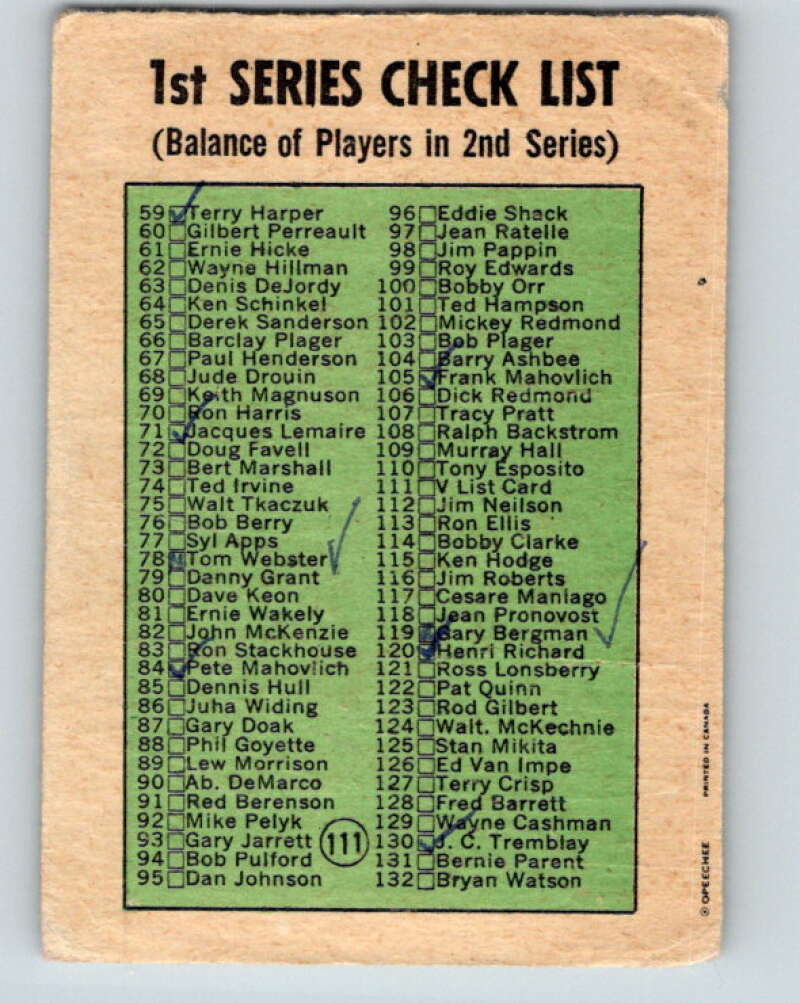 1st SERIES CHECK LIST
(Balance of Players in 2nd Series)
59 Terry Harper
60 Gilbert Perreault
61 Ernie Hicke
62 Wayne Hillman
63 Denis DeJordy
64 Ken Schinkel
65 Derek Sanderson
66 Barclay Plager
67 Paul Henderson
68 Jude Drouin
69 Keith Magnuson
70 Ron Harris
71 Jacques Lemaire
72 Doug Favell
73 Bert Marshall
74 Ted Irvine
75 Walt Tkaczuk
76 Bob Berry
77 Syl Apps
78 Tom Webster
79 Danny Grant
80 Dave Keon
81 Ernie Wakely
82 John McKenzie
83 Ron Stackhouse
84 Pete Mahovlich
85 Dennis Hull
86 Juha Widing
87 Gary Doak
88 Phil Goyette
89 Lew Morrison
90 Ab. DeMarco
91 Red Berenson
92 Mike Pelyk
93 Gary Jarrett
94 Bob Pulford
95 Dan Johnson
111
96 Eddie Shack
97 Jean Ratelle
98 Jim Pappin
99 Roy Edwards
100 Bobby Orr
101 Ted Hampson
102 Mickey Redmond
103 Bob Plager
104 Barry Ashbee
105 Frank Mahovlich
106 Dick Redmond
107 Tracy Pratt
108 Ralph Backstrom
109 Murray Hall
110 Tony Esposito
111 V List Card
112 Jim Neilson
113 Ron Ellis
114 Bobby Clarke
115 Ken Hodge
116 Jim Roberts
117 Cesare Maniago
118 Jean Pronovost
119 Gary Bergman
120 Henri Richard
121 Ross Lonsberry
122 Pat Quinn
123 Rod Gilbert
124 Walt. McKechnie
125 Stan Mikita
126 Ed Van Impe
127 Terry Crisp
128 Fred Barrett
129 Wayne Cashman
130 J. C. Tremblay
131 Bernie Parent
132 Bryan Watson
© OPEECHEE PRINTED IN CANADA